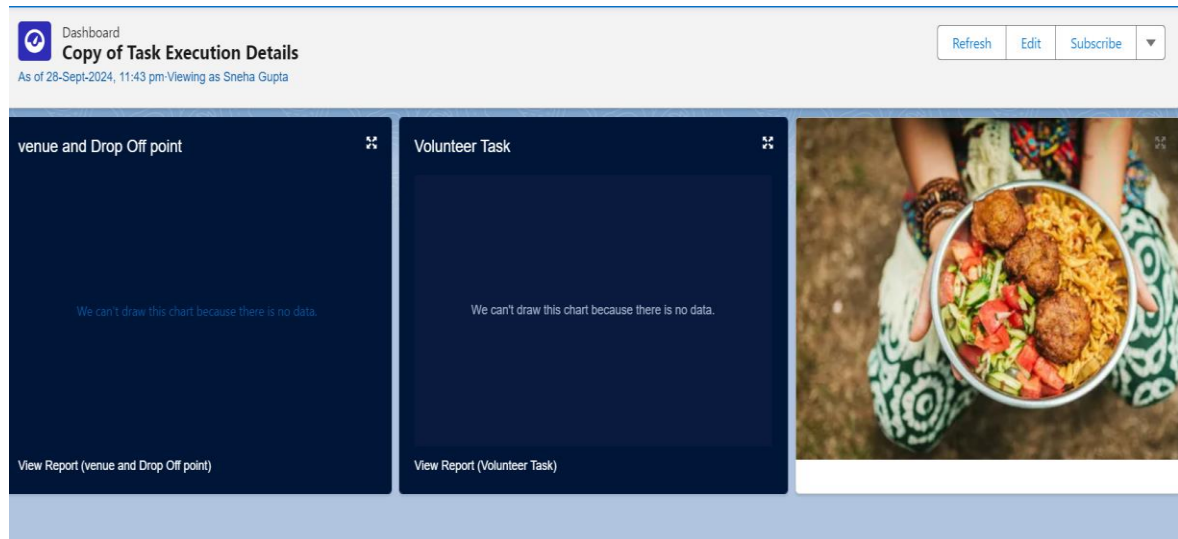 Dashboard
Copy of Task Execution Details
As of 28-Sept-2024, 11:43 pm·Viewing as Sneha Gupta
Refresh
Edit
Subscribe
venue and Drop Off point
We can't draw this chart because there is no data.
View Report (venue and Drop Off point)
Volunteer Task
We can't draw this chart because there is no data.
View Report (Volunteer Task)